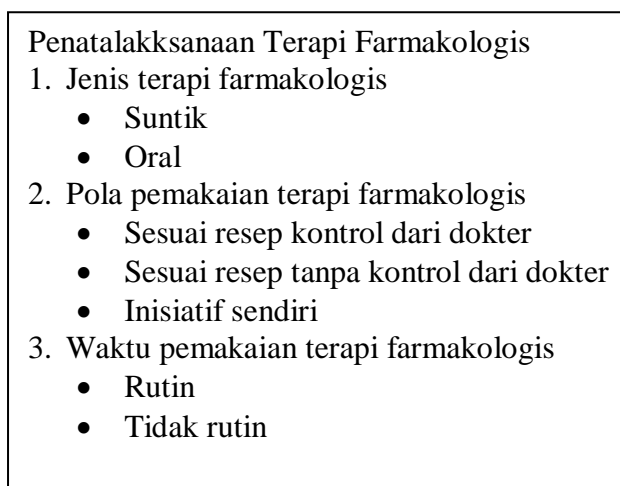 Penatalakksanaan Terapi Farmakologis
1. Jenis terapi farmakologis
• Suntik
• Oral
2. Pola pemakaian terapi farmakologis
• Sesuai resep kontrol dari dokter
• Sesuai resep tanpa kontrol dari dokter
• Inisiatif sendiri
3. Waktu pemakaian terapi farmakologis
• Rutin
• Tidak rutin